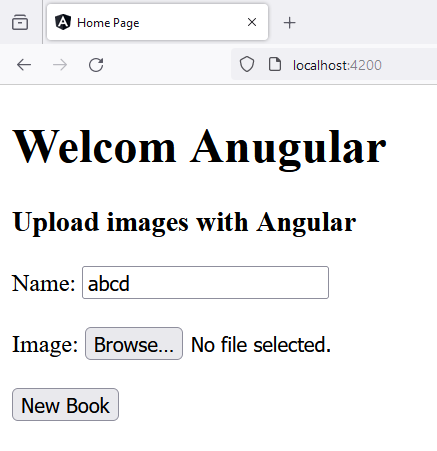 Home Page
localhost:4200
Welcom Anugular
Upload images with Angular
Name: abcd
Image: Browse... No file selected.
New Book